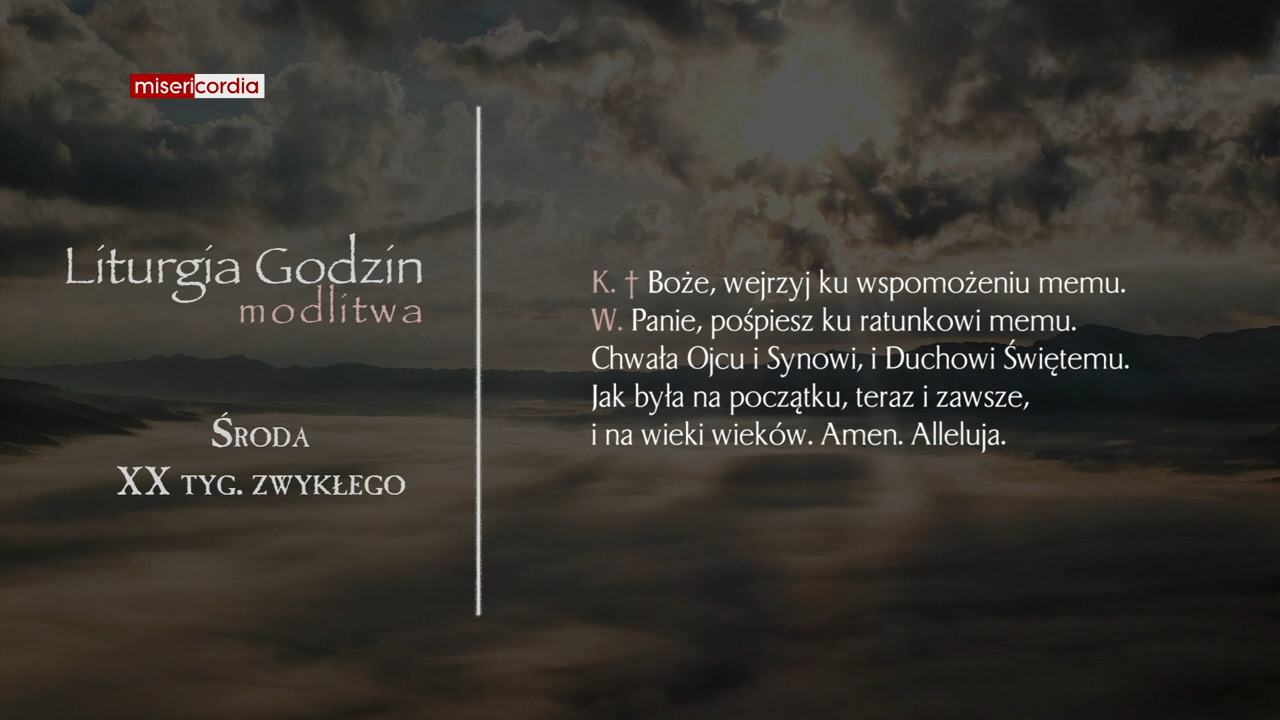 misericordia
Liturgia Godzin
modlitwa
Środa
XX tyg. zwykłego
K. † Boże, wejrzyj ku wspomożeniu memu.
W. Panie, pośpiesz ku ratunkowi memu.
Chwała Ojcu i Synowi, i Duchowi Świętemu.
Jak była na początku, teraz i zawsze,
i na wieki wieków. Amen. Alleluja.